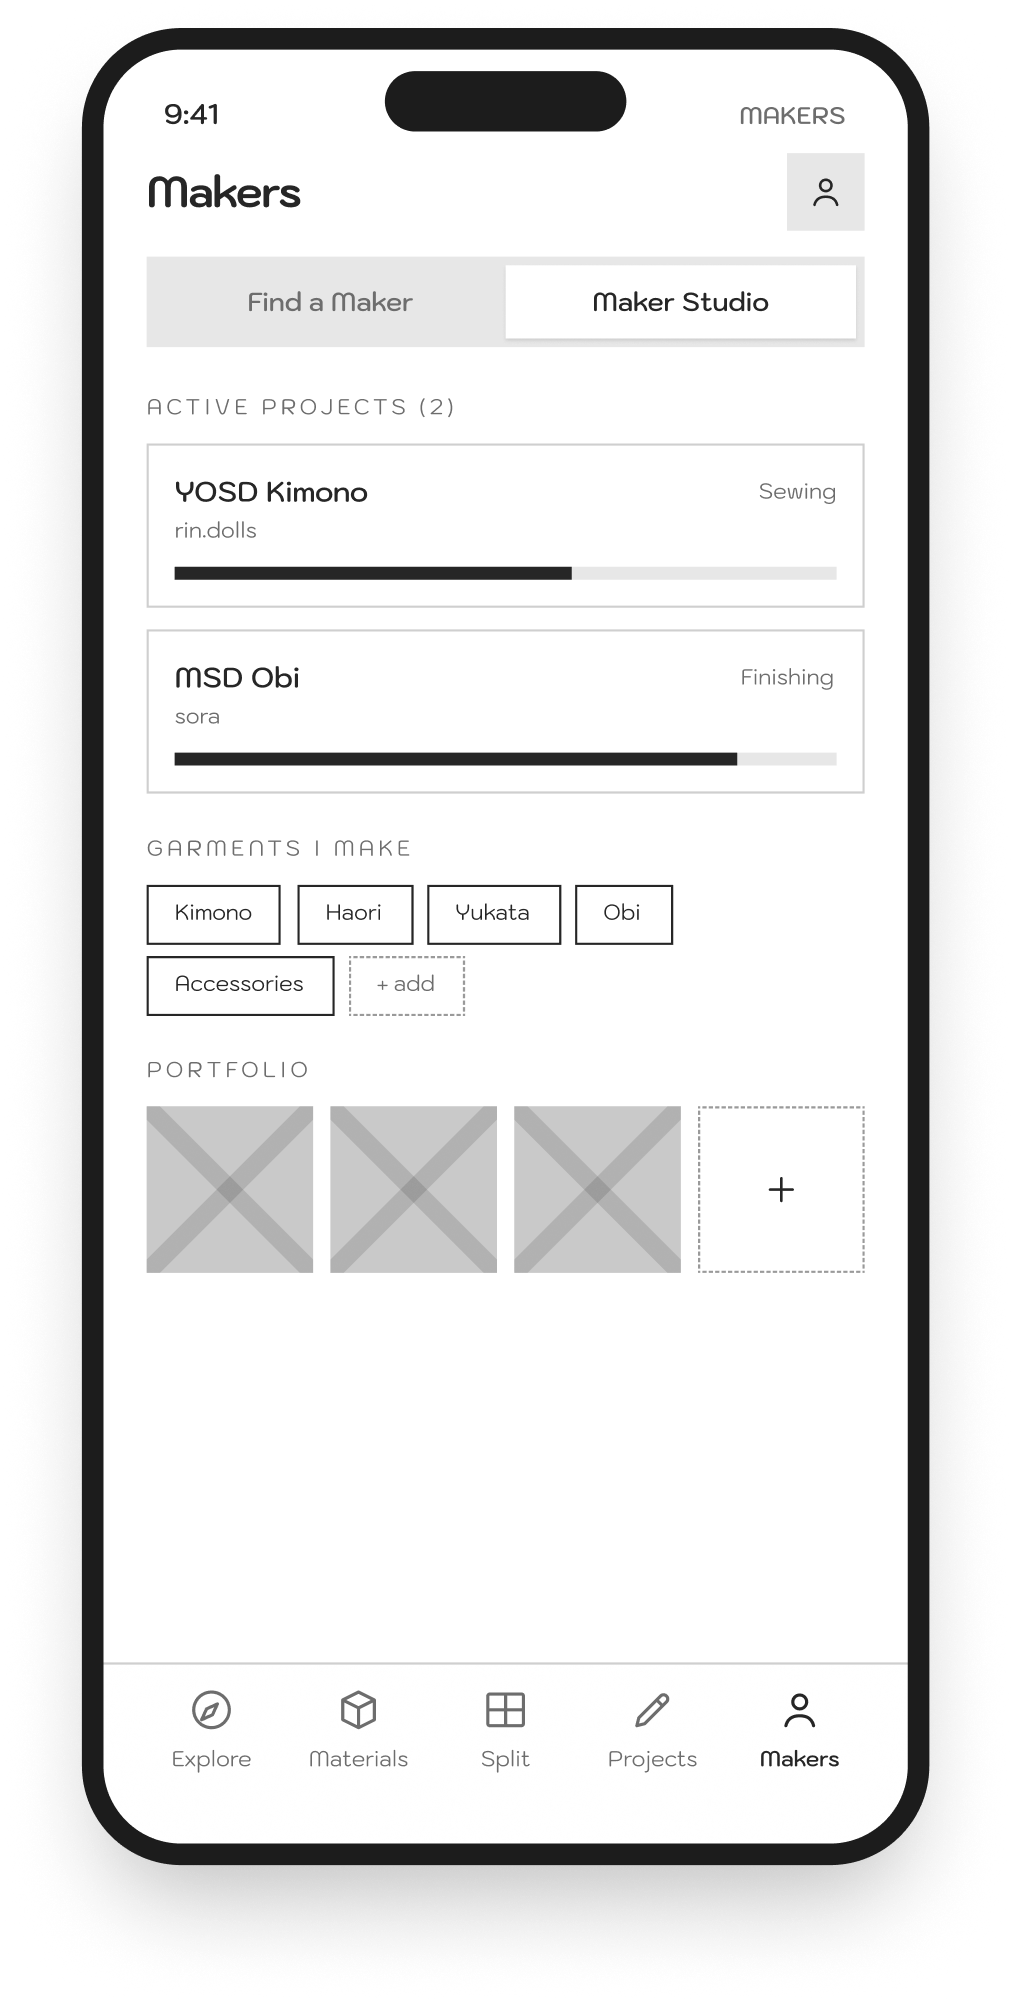 9:41
MAKERS
Makers
Find a Maker
Maker Studio
ACTIVE PROJECTS (2)
YOSD Kimono
Sewing
rin.dolls
MSD Obi
Finishing
sora
GARMENTS I MAKE
Kimono
Haori
Yukata
Obi
Accessories
+ add
PORTFOLIO
+
Explore
Materials
Split
Projects
Makers